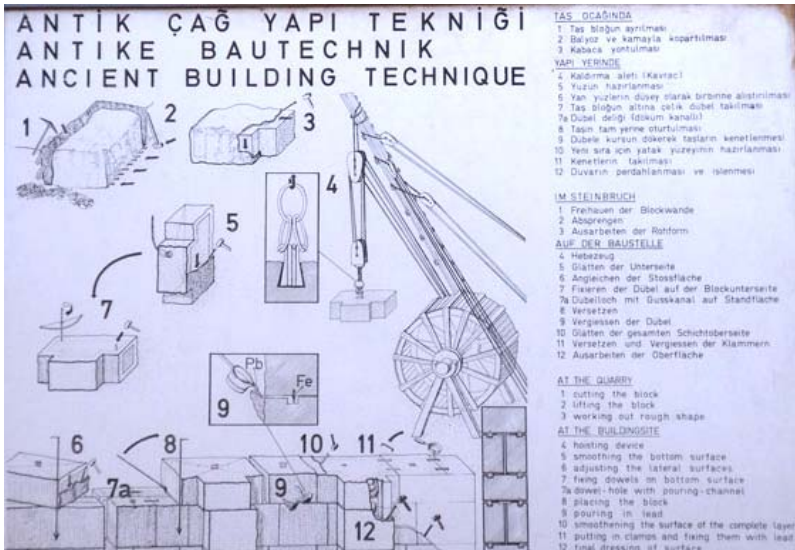 ANTİK ÇAĞ YAPI TEKNİĞİ
ANTIKE BAUTECHNIK
ANCIENT BUILDING TECHNIQUE
1
2
3
4
5
7
Pb
Fe
9
6
7a
8
9
10
11
12
TAŞ OCAĞINDA
1 Taş bloğun ayrılması
2 Balyoz ve kamayla kopartılması
3 Kabaca yontulması
YAPI YERİNDE
4 Kaldırma aleti (Kavraç)
5 Yüzün hazırlanması
6 Yan yüzlerin düşey olarak birbirine alıştırılması
7 Taş bloğun altına çelik dübel takılması
7a Dübel deliği (döküm kanallı)
8 Taşın tam yerine oturtulması
9 Dübele kurşun dökerek taşların kenetlenmesi
10 Yeni sıra için yatak yüzeyinin hazırlanması
11 Kenetlerin takılması
12 Duvarın perdahlanması ve işlenmesi
IM STEINBRUCH
1 Freihauen der Blockwände
2 Absprengen
3 Ausarbeiten der Rohform
AUF DER BAUSTELLE
4 Hebezeug
5 Glätten der Unterseite
6 Angleichen der Stossfläche
7 Fixieren der Dübel auf der Blockunterseite
7a Dübelloch mit Gusskanal auf Standfläche
8 Versetzen
9 Vergiessen der Dübel
10 Glätten der gesamten Schichtoberseite
11 Versetzen und Vergiessen der Klammern
12 Ausarbeiten der Oberfläche
AT THE QUARRY
1 cutting the block
2 lifting the block
3 working out rough shape
AT THE BUILDINGSITE
4 hoisting device
5 smoothing the bottom surface
6 adjusting the lateral surfaces
7 fixing dowels on bottom surface
7a dowel-hole with pouring-channel
8 placing the block
9 pouring in lead
10 smoothening the surface of the complete layer
11 putting in clamps and fixing them with lead
12 final dressing of surface